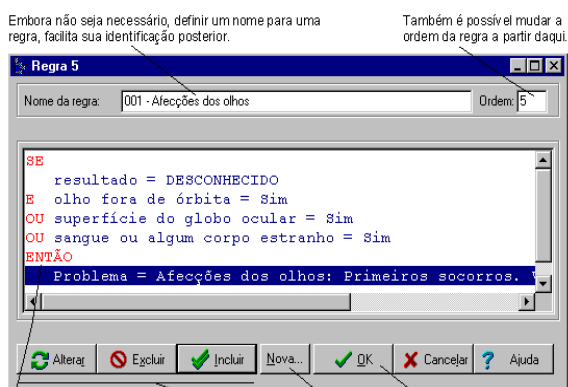 Embora não seja necessário, definir um nome para uma
regra, facilita sua identificação posterior.
Também é possível mudar a
ordem da regra a partir daqui.
Regra 5
Nome da regra: 001 - Afecções dos olhos Ordem: 5
SE
resultado = DESCONHECIDO
E olho fora de órbita = Sim
OU superfície do globo ocular = Sim
OU sangue ou algum corpo estranho = Sim
ENTÃO
Problema = Afecções dos olhos: Primeiros socorros.
Alterar Excluir Incluir Nova... OK Cancelar Ajuda